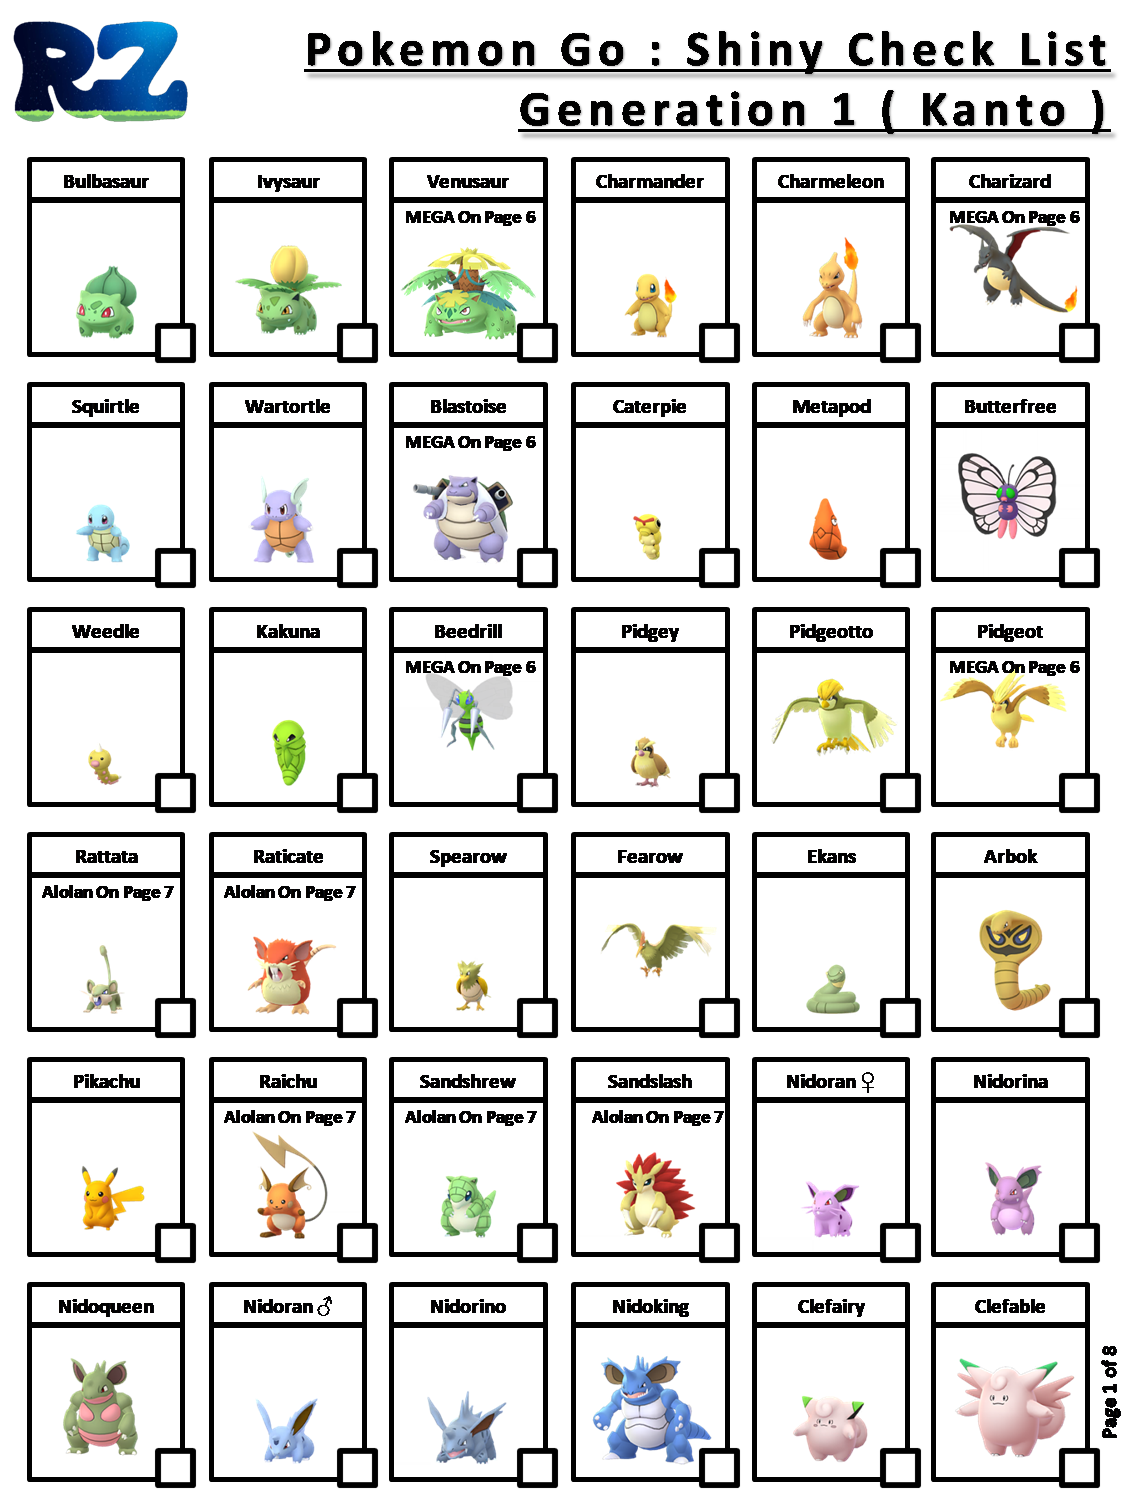 RZ
Pokemon Go : Shiny Check List
Generation 1 ( Kanto )
Bulbasaur
Ivysaur
Venusaur
MEGA On Page 6
Charmander
Charmeleon
Charizard
MEGA On Page 6
Squirtle
Wartortle
Blastoise
MEGA On Page 6
Caterpie
Metapod
Butterfree
Weedle
Kakuna
Beedrill
MEGA On Page 6
Pidgey
Pidgeotto
Pidgeot
MEGA On Page 6
Rattata
Alolan On Page 7
Raticate
Alolan On Page 7
Spearow
Fearow
Ekans
Arbok
Pikachu
Raichu
Alolan On Page 7
Sandshrew
Alolan On Page 7
Sandslash
Alolan On Page 7
Nidoran ♀
Nidorina
Nidoqueen
Nidoran ♂
Nidorino
Nidoking
Clefairy
Clefable
Page 1 of 8